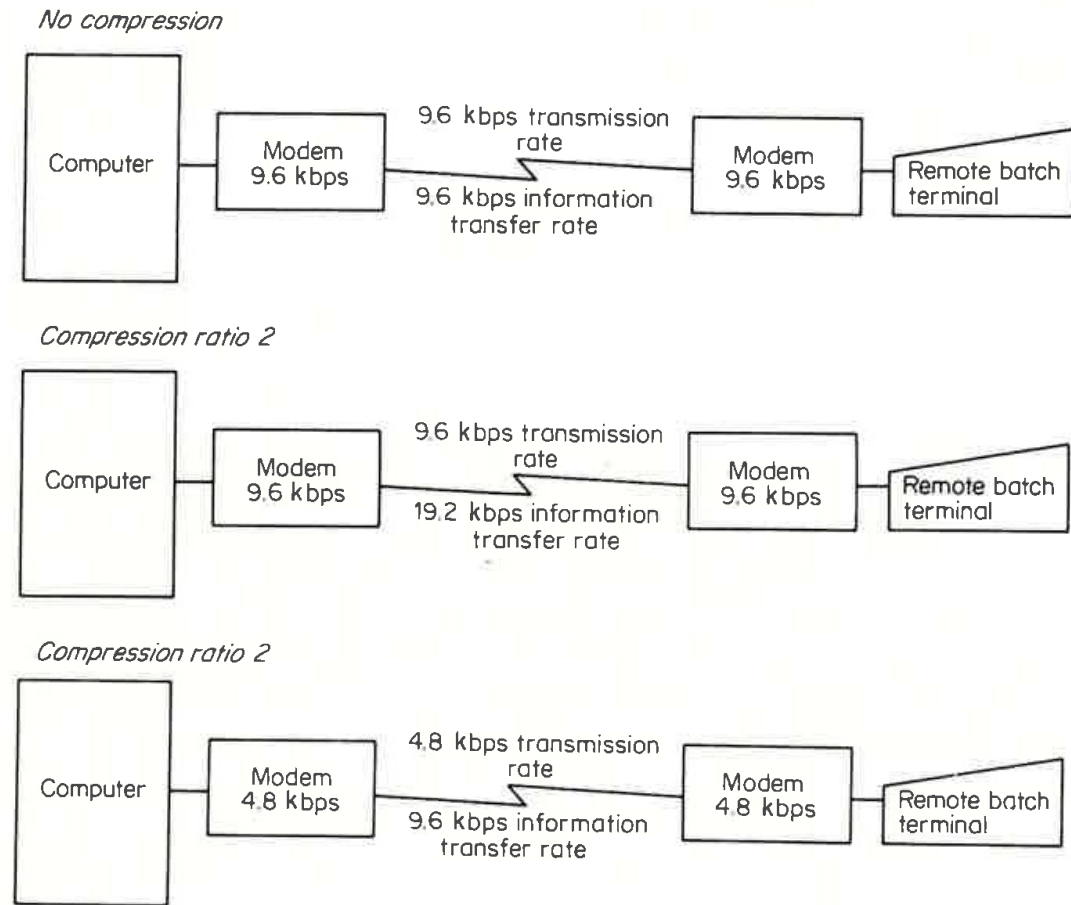 No compression
Computer
Modem
9.6 kbps
9.6 kbps transmission
rate
9.6 kbps information
transfer rate
Modem
9.6 kbps
Remote batch
terminal
Compression ratio 2
Computer
Modem
9.6 kbps
9.6 kbps transmission
rate
19.2 kbps information
transfer rate
Modem
9.6 kbps
Remote batch
terminal
Compression ratio 2
Computer
Modem
4.8 kbps
4.8 kbps transmission
rate
9.6 kbps information
transfer rate
Modem
4.8 kbps
Remote batch
terminal